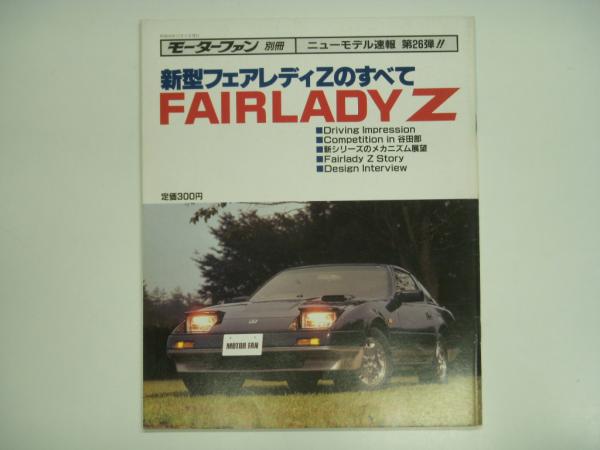 モーターファン 別冊 ニューモデル速報 第26弾!!
新型フェアレディZのすべて
FAIRLADY Z
■Driving Impression
■Competition in 谷田部
■新シリーズのメカニズム展望
■Fairlady Z Story
■Design Interview
定価300円
MOTOR FAN